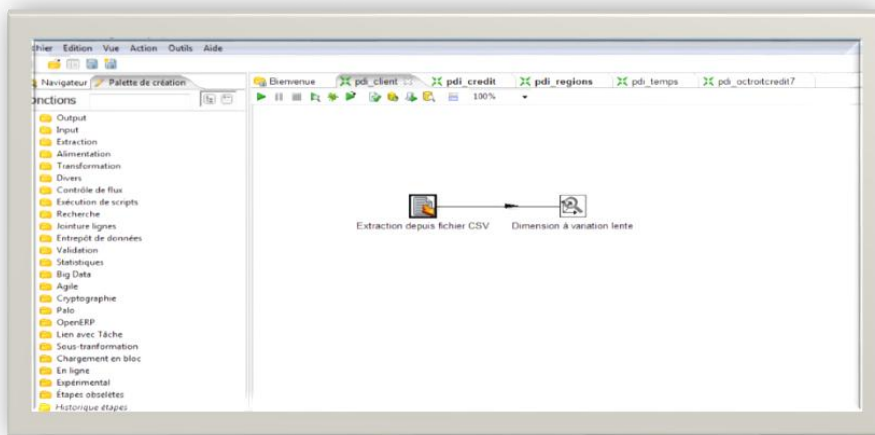 hier Edition Vue Action Outils Aide
Navigateur Palette de création
Bienvenue pdi_client pdi_credit pdi_regions pdi_temps pdi_octroitcredit7
onctions
100%
Output
Input
Extraction
Alimentation
Transformation
Divers
Contrôle de flux
Exécution de scripts
Recherche
Jointure lignes
Entrepôt de données
Validation
Statistiques
Big Data
Agile
Cryptographie
Palo
OpenERP
Lien avec Tâche
Sous-tranformation
Chargement en bloc
En ligne
Expérimental
Étapes obselètes
Historique étapes
Extraction depuis fichier CSV
Dimension à variation lente